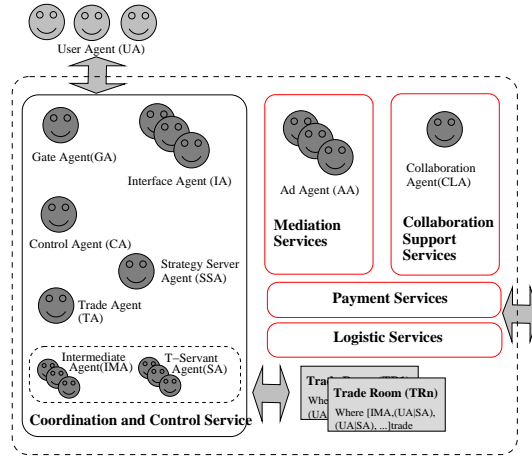 User Agent (UA)
Gate Agent(GA)
Interface Agent (IA)
Control Agent (CA)
Strategy Server
Agent (SSA)
Trade Agent
(TA)
Intermediate
Agent(IMA)
T−Servant
Agent(SA)
Coordination and Control Service
Ad Agent (AA)
Mediation
Services
Collaboration
Agent(CLA)
Collaboration
Support
Services
Payment Services
Logistic Services
Trade Room (TRn)
Where [IMA,(UA|SA),
(UA|SA), ...]trade